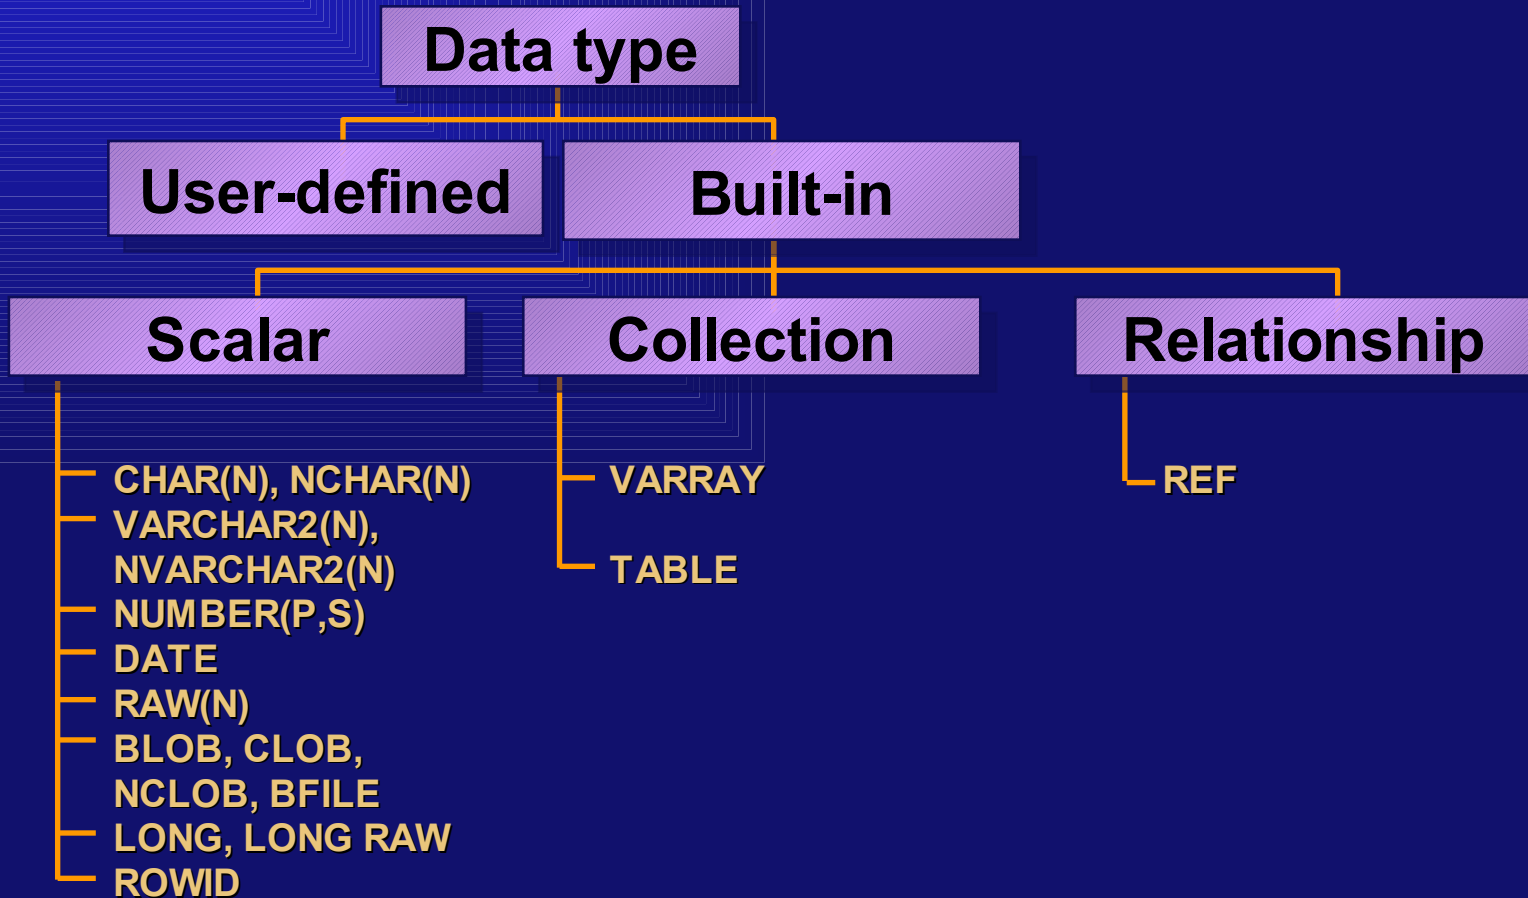 Data type
User-defined
Built-in
Scalar
Collection
Relationship
CHAR(N), NCHAR(N)
VARCHAR2(N),
NVARCHAR2(N)
NUMBER(P,S)
DATE
RAW(N)
BLOB, CLOB,
NCLOB, BFILE
LONG, LONG RAW
ROWID
VARRAY
TABLE
REF